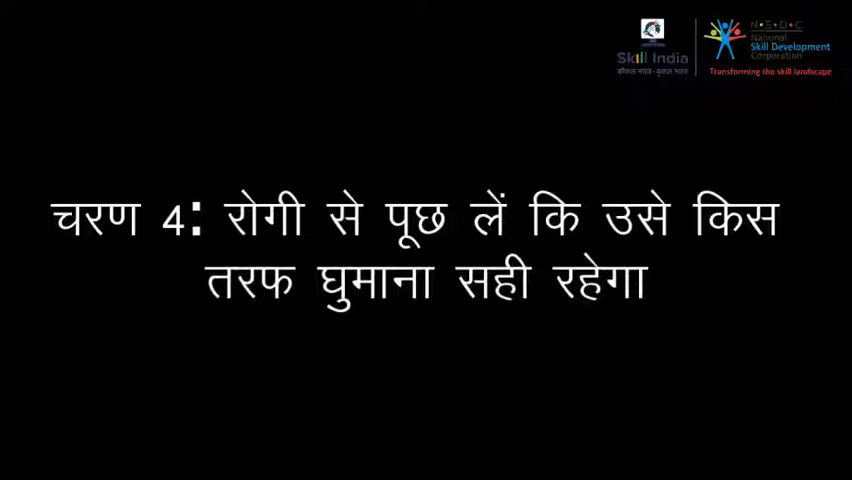 Skill India
कौशल भारत - कुशल भारत
N·S·D·C
National
Skill Development
Corporation
Transforming the skill landscape
चरण 4: रोगी से पूछ लें कि उसे किस
तरफ घुमाना सही रहेगा